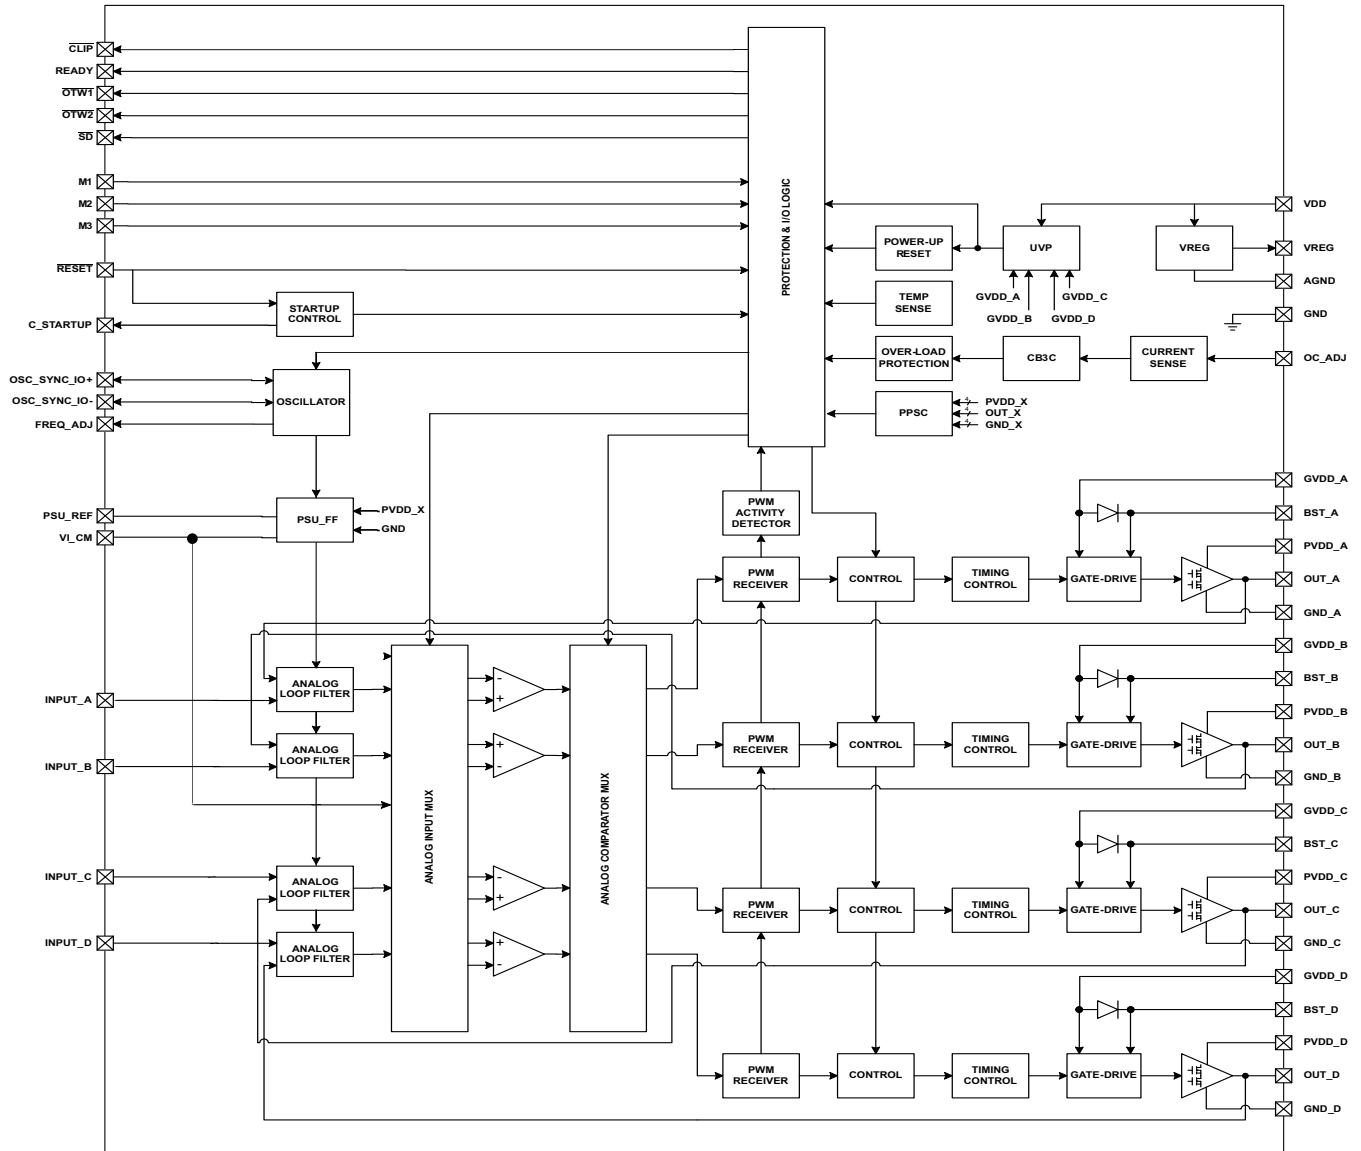 CLIP
READY
OTW1
OTW2
SD
M1
M2
M3
RESET
C_STARTUP
STARTUP
CONTROL
OSC_SYNC_IO+
OSC_SYNC_IO-
FREQ_ADJ
OSCILLATOR
PSU_REF
VI_CM
PSU_FF
PVDD_X
GND
PROTECTION & I/O LOGIC
POWER-UP
RESET
UVP
VREG
GVDD_A
GVDD_B
GVDD_C
GVDD_D
TEMP
SENSE
OVER-LOAD
PROTECTION
CB3C
CURRENT
SENSE
PPSC
4
PVDD_X
4
OUT_X
4
GND_X
VDD
VREG
AGND
GND
OC_ADJ
PWM
ACTIVITY
DETECTOR
INPUT_A
INPUT_B
INPUT_C
INPUT_D
ANALOG
LOOP FILTER
ANALOG
LOOP FILTER
ANALOG
LOOP FILTER
ANALOG
LOOP FILTER
ANALOG INPUT MUX
-
+
+
-
-
+
+
-
ANALOG COMPARATOR MUX
PWM
RECEIVER
CONTROL
TIMING
CONTROL
GATE-DRIVE
GVDD_A
BST_A
PVDD_A
OUT_A
GND_A
PWM
RECEIVER
CONTROL
TIMING
CONTROL
GATE-DRIVE
GVDD_B
BST_B
PVDD_B
OUT_B
GND_B
PWM
RECEIVER
CONTROL
TIMING
CONTROL
GATE-DRIVE
GVDD_C
BST_C
PVDD_C
OUT_C
GND_C
PWM
RECEIVER
CONTROL
TIMING
CONTROL
GATE-DRIVE
GVDD_D
BST_D
PVDD_D
OUT_D
GND_D